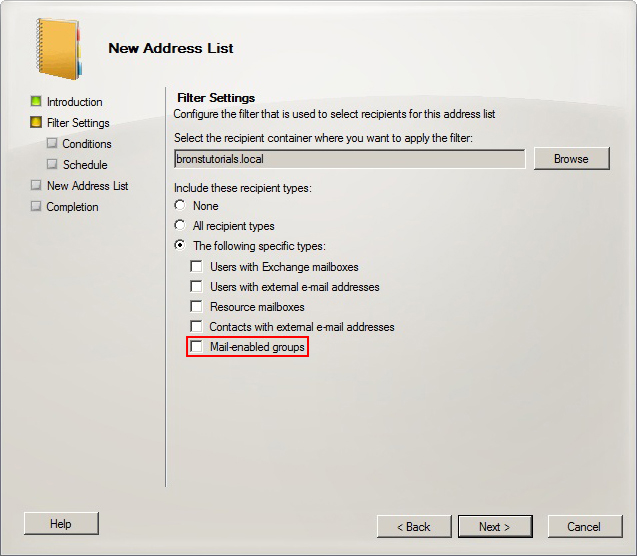 New Address List
Introduction
Filter Settings
Conditions
Schedule
New Address List
Completion
Filter Settings
Configure the filter that is used to select recipients for this address list
Select the recipient container where you want to apply the filter:
bronstutorials.local
Browse
Include these recipient types:
None
All recipient types
The following specific types:
Users with Exchange mailboxes
Users with external e-mail addresses
Resource mailboxes
Contacts with external e-mail addresses
Mail-enabled groups
Help
< Back
Next >
Cancel